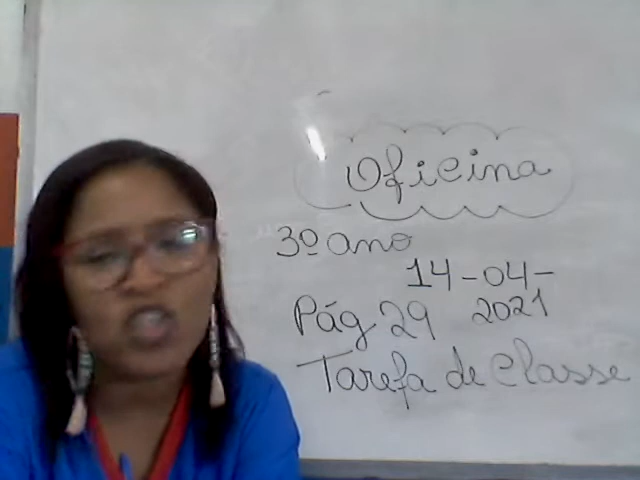 Oficina
3º ano
14-04-
Pág 29 2021
Tarefa de classe